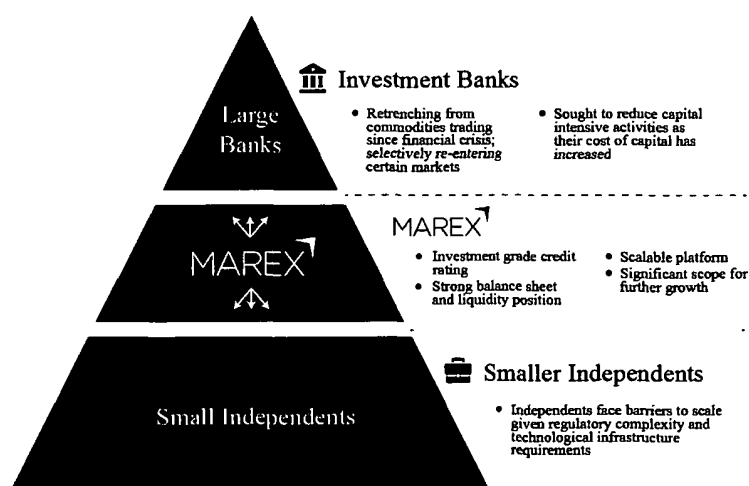 Large
Banks
Investment Banks
• Retrenching from
commodities trading
since financial crisis;
selectively re-entering
certain markets
• Sought to reduce capital
intensive activities as
their cost of capital has
increased
MAREX
MAREX
• Investment grade credit
rating
• Strong balance sheet
and liquidity position
• Scalable platform
• Significant scope for
further growth
Small Independents
Smaller Independents
• Independents face barriers to scale
given regulatory complexity and
technological infrastructure
requirements